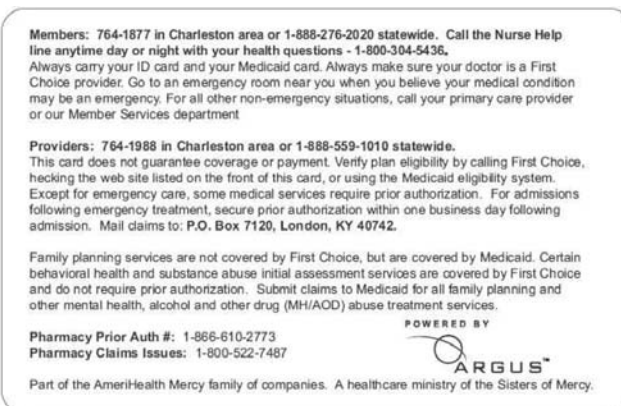 Members: 764-1877 in Charleston area or 1-888-276-2020 statewide. Call the Nurse Help
line anytime day or night with your health questions - 1-800-304-5436.
Always carry your ID card and your Medicaid card. Always make sure your doctor is a First
Choice provider. Go to an emergency room near you when you believe your medical condition
may be an emergency. For all other non-emergency situations, call your primary care provider
or our Member Services department
Providers: 764-1988 in Charleston area or 1-888-559-1010 statewide.
This card does not guarantee coverage or payment. Verify plan eligibility by calling First Choice,
hecking the web site listed on the front of this card, or using the Medicaid eligibility system.
Except for emergency care, some medical services require prior authorization. For admissions
following emergency treatment, secure prior authorization within one business day following
admission. Mail claims to: P.O. Box 7120, London, KY 40742.
Family planning services are not covered by First Choice, but are covered by Medicaid. Certain
behavioral health and substance abuse initial assessment services are covered by First Choice
and do not require prior authorization. Submit claims to Medicaid for all family planning and
other mental health, alcohol and other drug (MH/AOD) abuse treatment services.
Pharmacy Prior Auth #: 1-866-610-2773
Pharmacy Claims Issues: 1-800-522-7487
POWERED BY
ARGUS™
Part of the AmeriHealth Mercy family of companies. A healthcare ministry of the Sisters of Mercy.